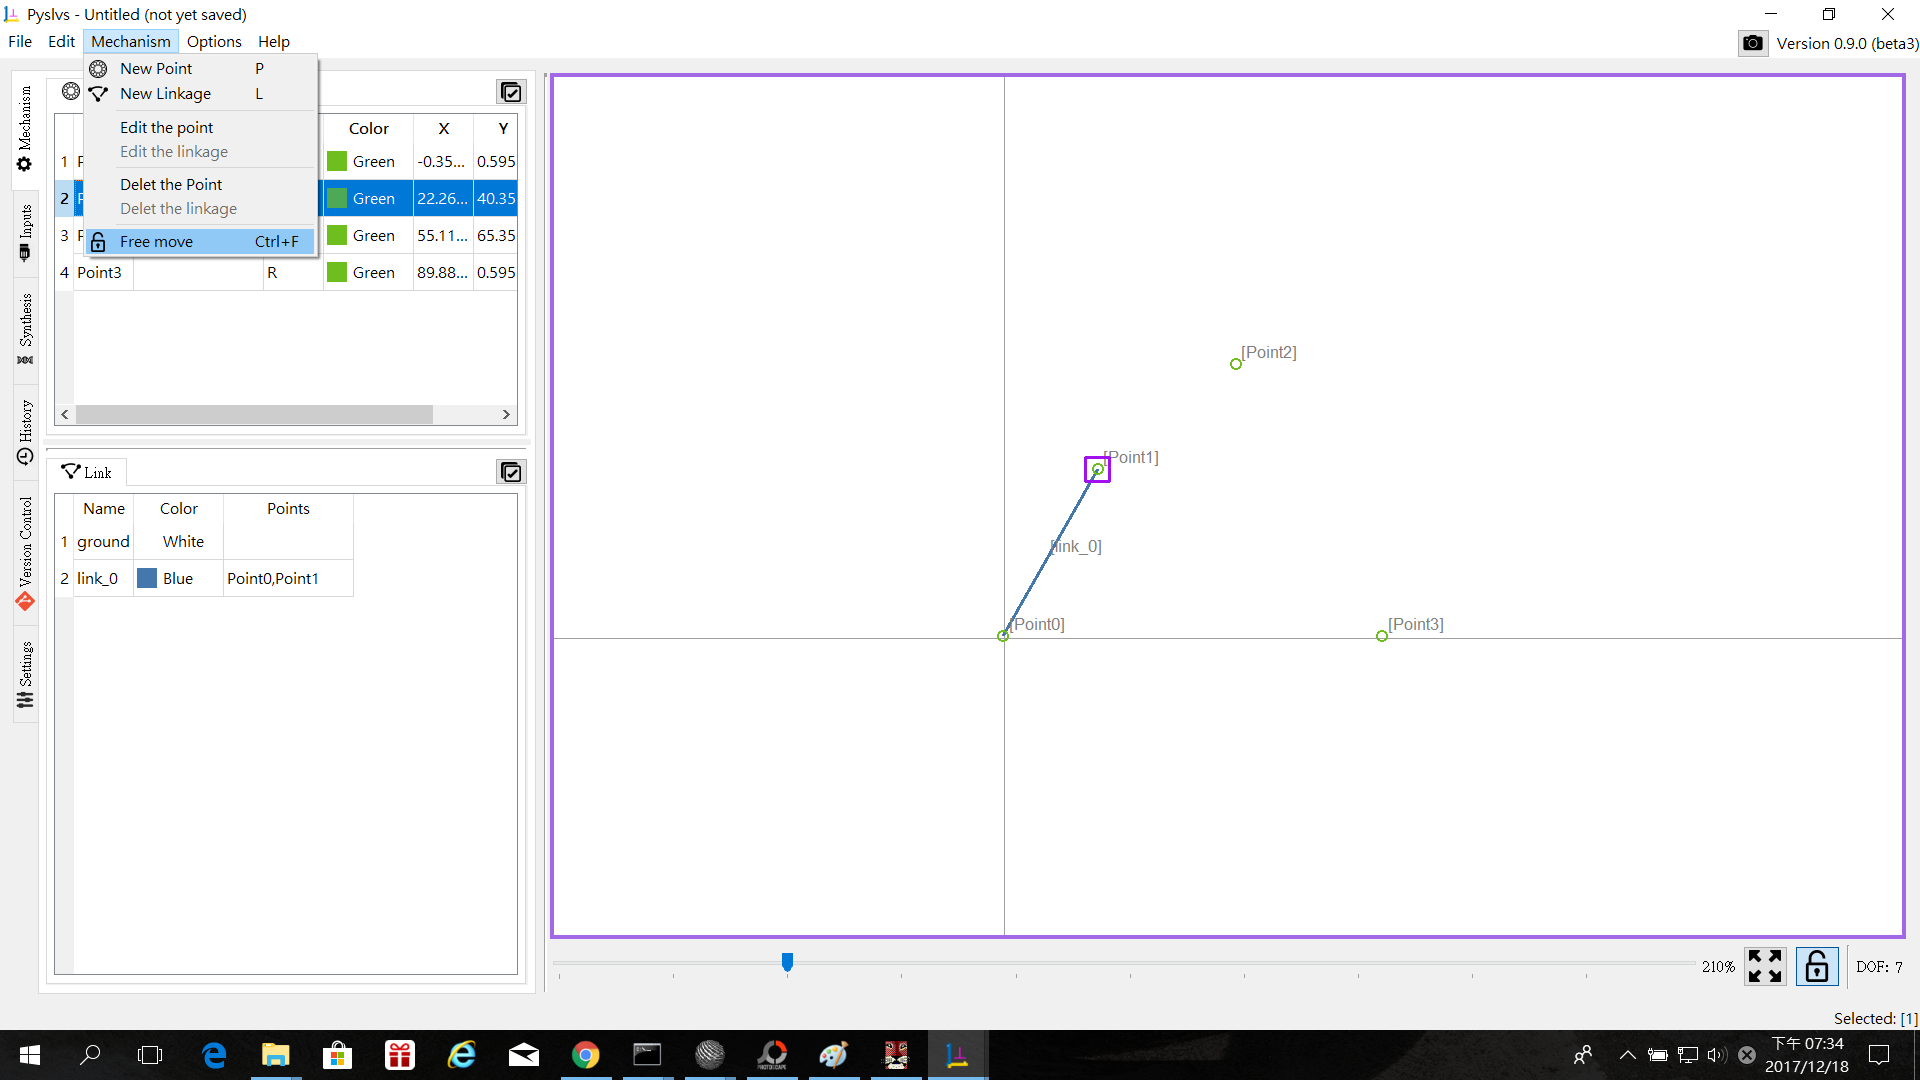 Pyslvs - Untitled (not yet saved)
File Edit Mechanism Options Help
Version 0.9.0 (beta3)
New Point P
New Linkage L
Edit the point
Edit the linkage
Delet the Point
Delet the linkage
Free move Ctrl+F
Mechanism
Inputs
Synthesis
History
Version Control
Settings
Color X Y
1 Green -0.35... 0.595
2 Green 22.26... 40.35
3 Green 55.11... 65.35
4 Point3 R Green 89.88... 0.595
Link
Name Color Points
1 ground White
2 link_0 Blue Point0,Point1
[Point2]
[Point1]
[link_0]
[Point0]
[Point3]
210%
DOF: 7
Selected: [1]
PHOTOSCAPE
下午 07:34
2017/12/18